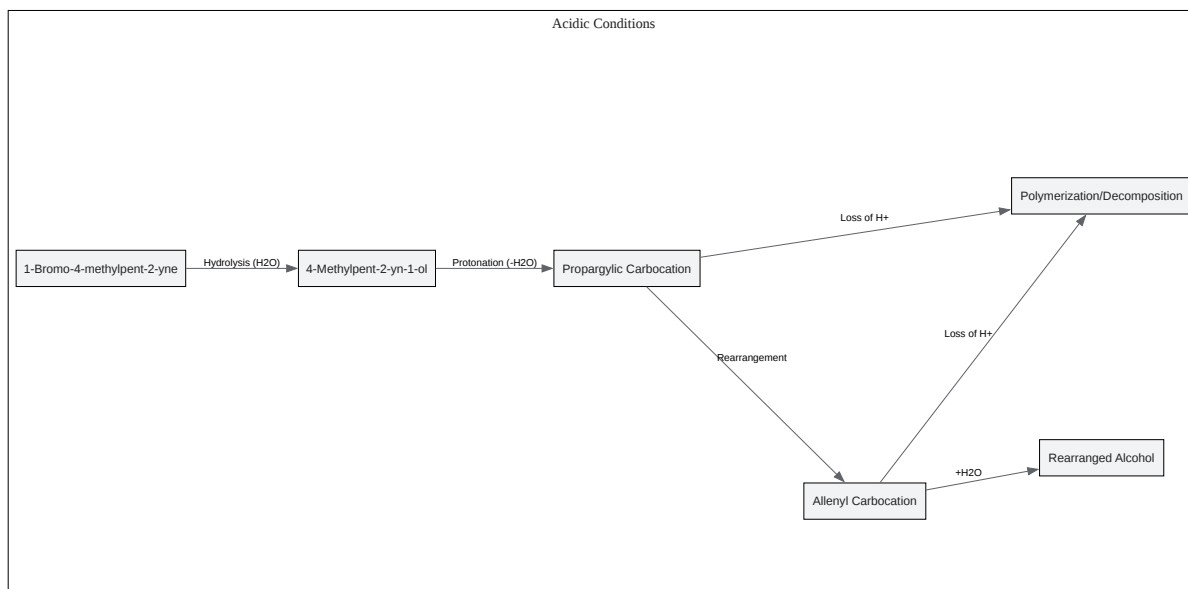 Acidic Conditions
Polymerization/Decomposition
Loss of H+
1-Bromo-4-methylpent-2-yne
Hydrolysis (H2O)
4-Methylpent-2-yn-1-ol
Protonation (-H2O)
Propargylic Carbocation
Loss of H+
Rearrangement
Rearranged Alcohol
+H2O
Allenyl Carbocation